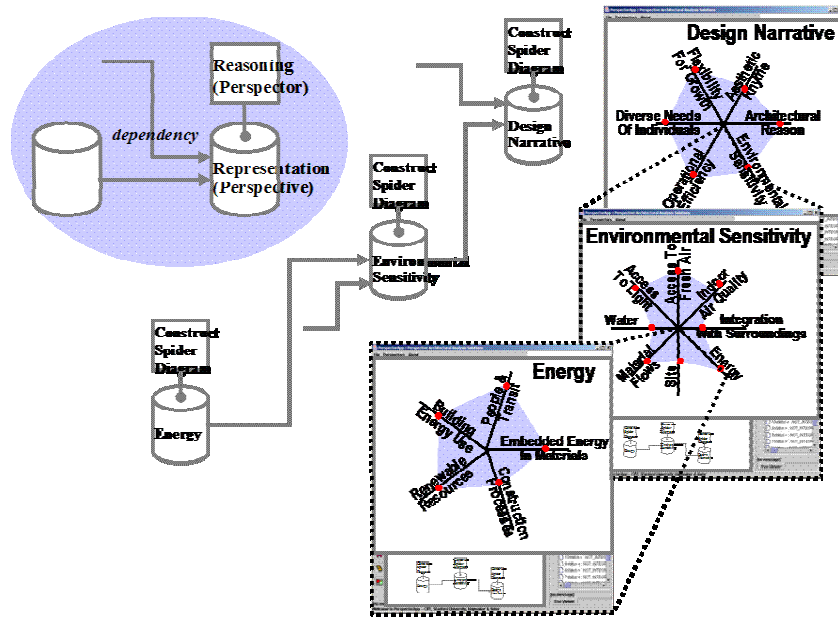 Reasoning
(Perspector)
dependency
Representation
(Perspective)
Construct
Spider
Diagram
Design
Narrative
Construct
Spider
Diagram
Environmental
Sensitivity
Construct
Spider
Diagram
Energy
Design Narrative
Flexibility
For Growth
Aesthetic
Rhyme
Diverse Needs
Of Individuals
Architectural
Reason
Operational
Efficiency
Environmental
Sensitivity
Environmental Sensitivity
Access
To Light
Access To
Fresh Air
Indoor
Air Quality
Water
Integration
With Surroundings
Material
Flows
Site
Energy
Energy
People &
Transit
Building
Energy Use
Embedded Energy
In Materials
Renewable
Resources
Construction
Processes